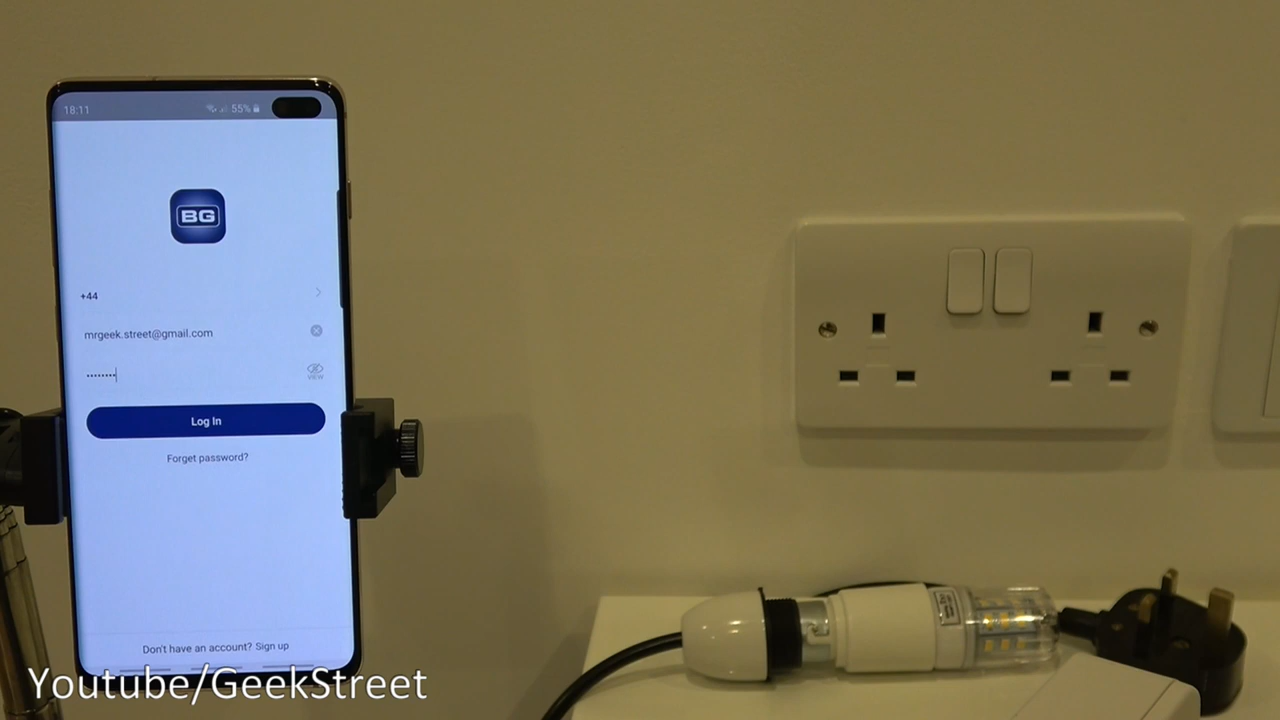 18:11
55%
BG
+44
mrgeek.street@gmail.com
VIEW
Log In
Forget password?
Don't have an account? Sign up
Youtube/GeekStreet